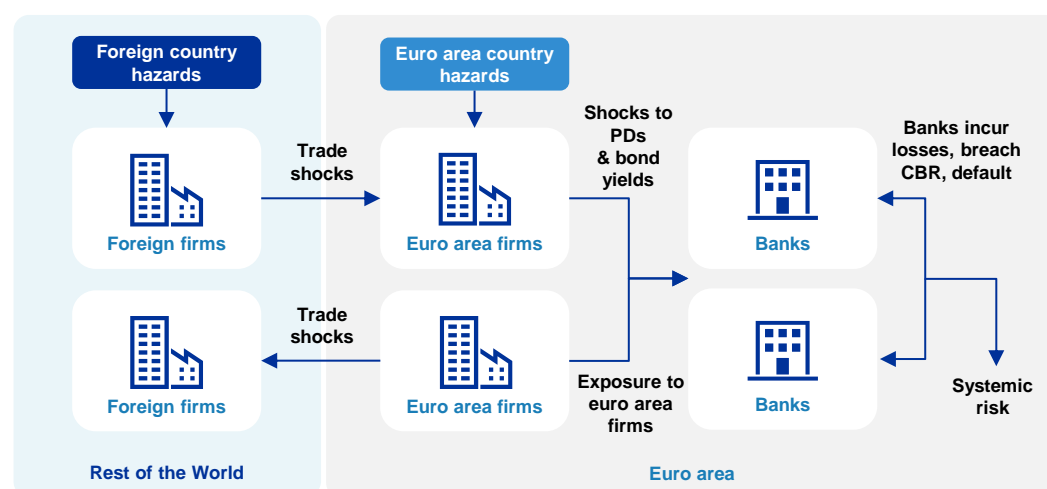 Foreign country
hazards
Euro area country
hazards
Trade
shocks
Shocks to
PDs
& bond
yields
Banks incur
losses, breach
CBR, default
Foreign firms
Euro area firms
Banks
Trade
shocks
Foreign firms
Euro area firms
Exposure to
euro area
firms
Banks
Systemic
risk
Rest of the World
Euro area